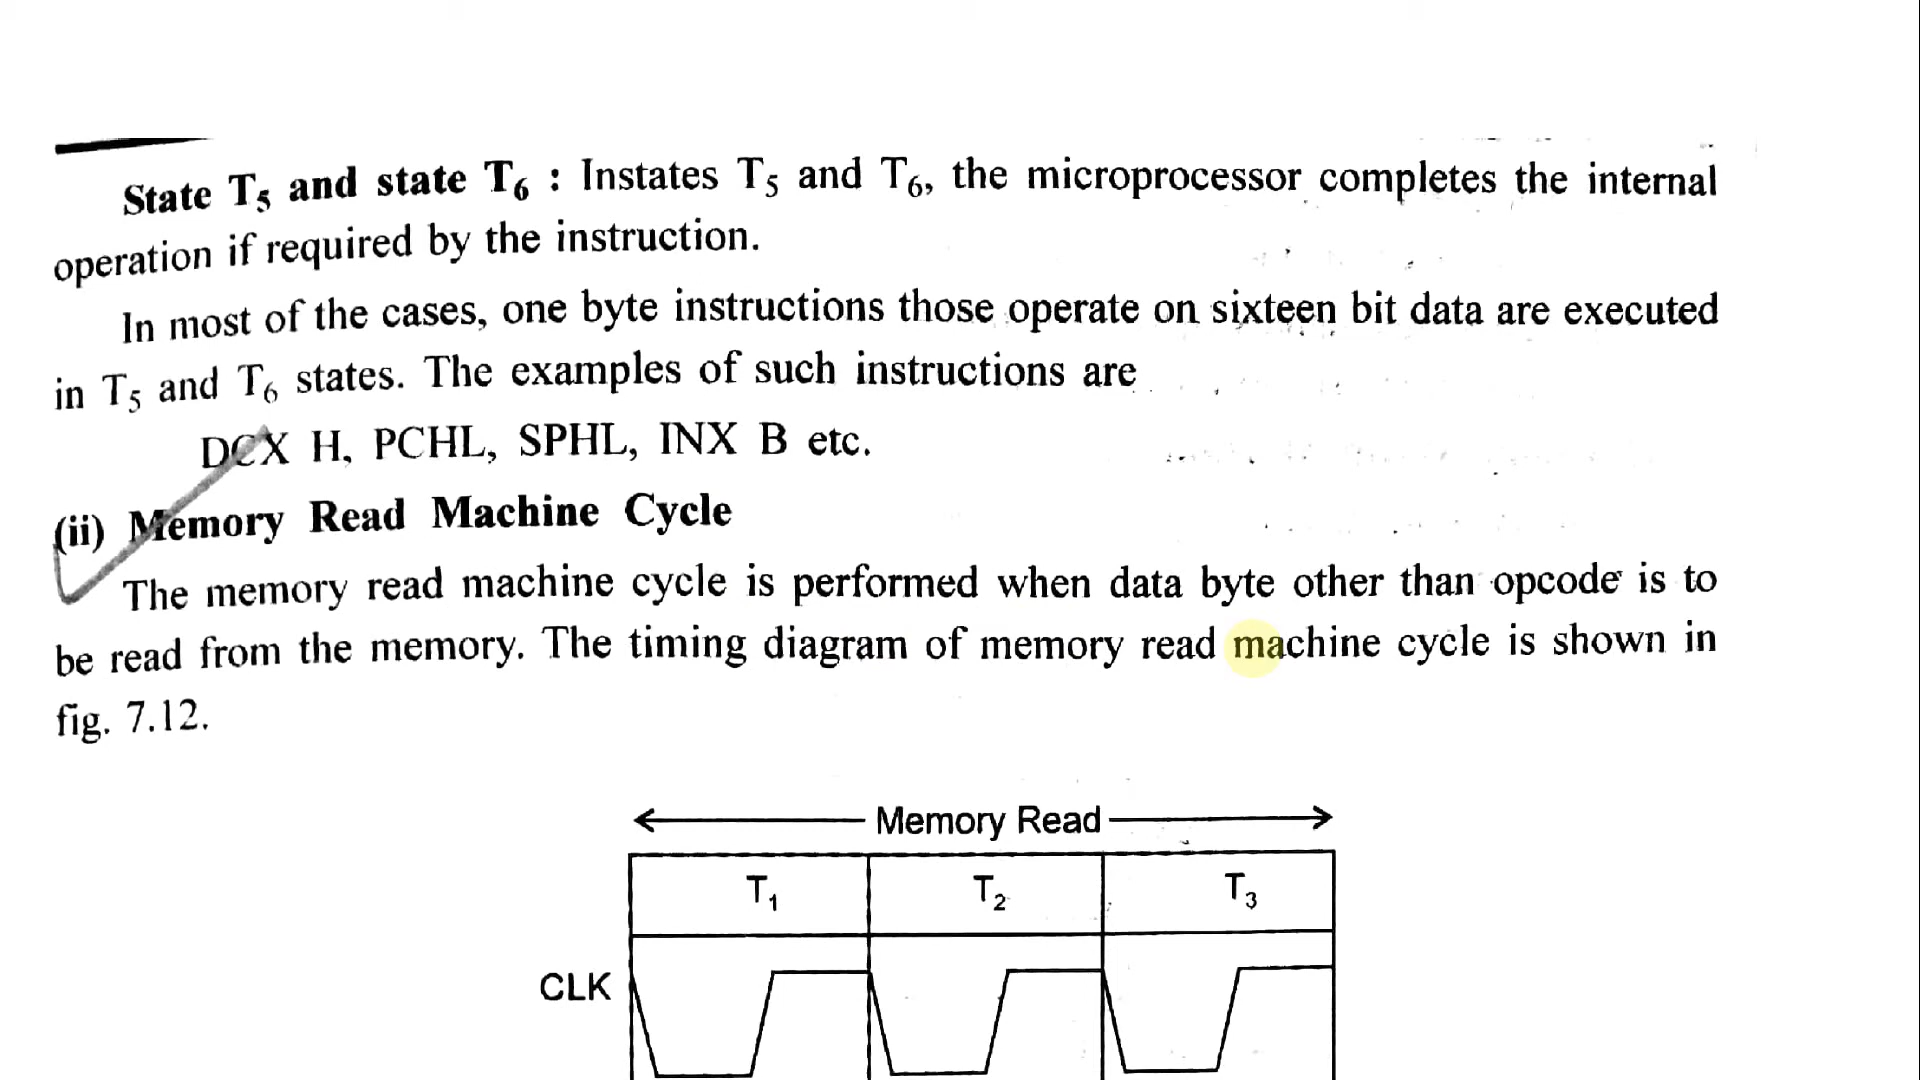 State T₅ and state T₆ : Instates T₅ and T₆, the microprocessor completes the internal
operation if required by the instruction.
In most of the cases, one byte instructions those operate on sixteen bit data are executed
in T₅ and T₆ states. The examples of such instructions are
DCX H, PCHL, SPHL, INX B etc.
(ii) Memory Read Machine Cycle
The memory read machine cycle is performed when data byte other than opcode is to
be read from the memory. The timing diagram of memory read machine cycle is shown in
fig. 7.12.
Memory Read
T₁ T₂ T₃
CLK